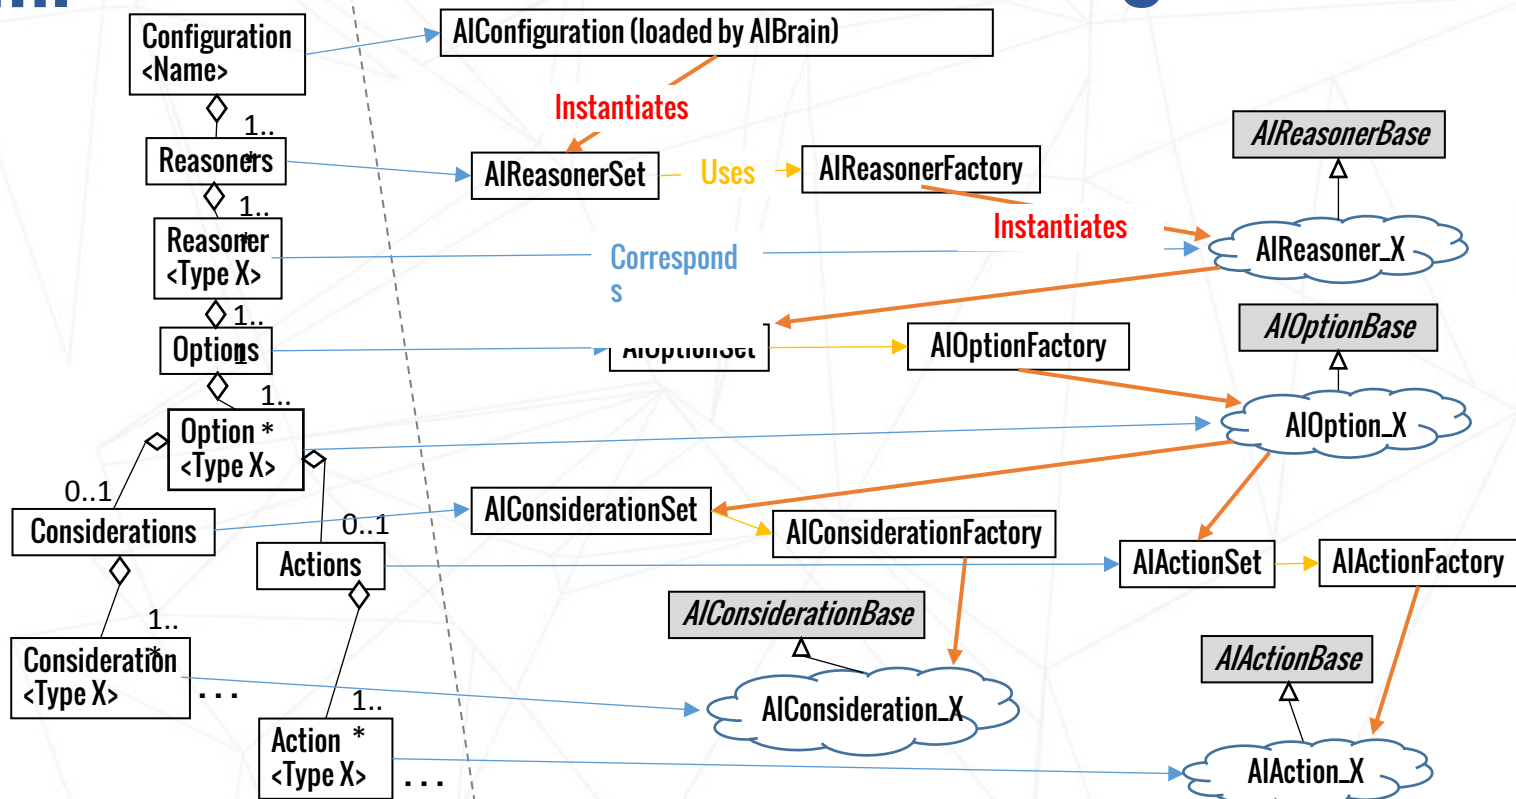 Configuration
<Name>
AIConfiguration (loaded by AIBrain)
Instantiates
1..
*
Reasoners
AIReasonerSet
Uses
AIReasonerFactory
AIReasonerBase
1..
*
Reasoner
<Type X>
Correspond
s
Instantiates
AIReasoner_X
1..
1
Options
AIOptionSet
AIOptionFactory
AIOptionBase
1..
*
Option
<Type X>
AIOption_X
0..1
Considerations
AIConsiderationSet
0..1
AIConsiderationFactory
Actions
AIActionSet
AIActionFactory
AIConsiderationBase
1..
*
Consideration
<Type X>
...
AIActionBase
AIConsideration_X
1..
*
Action
<Type X>
...
AIAction_X